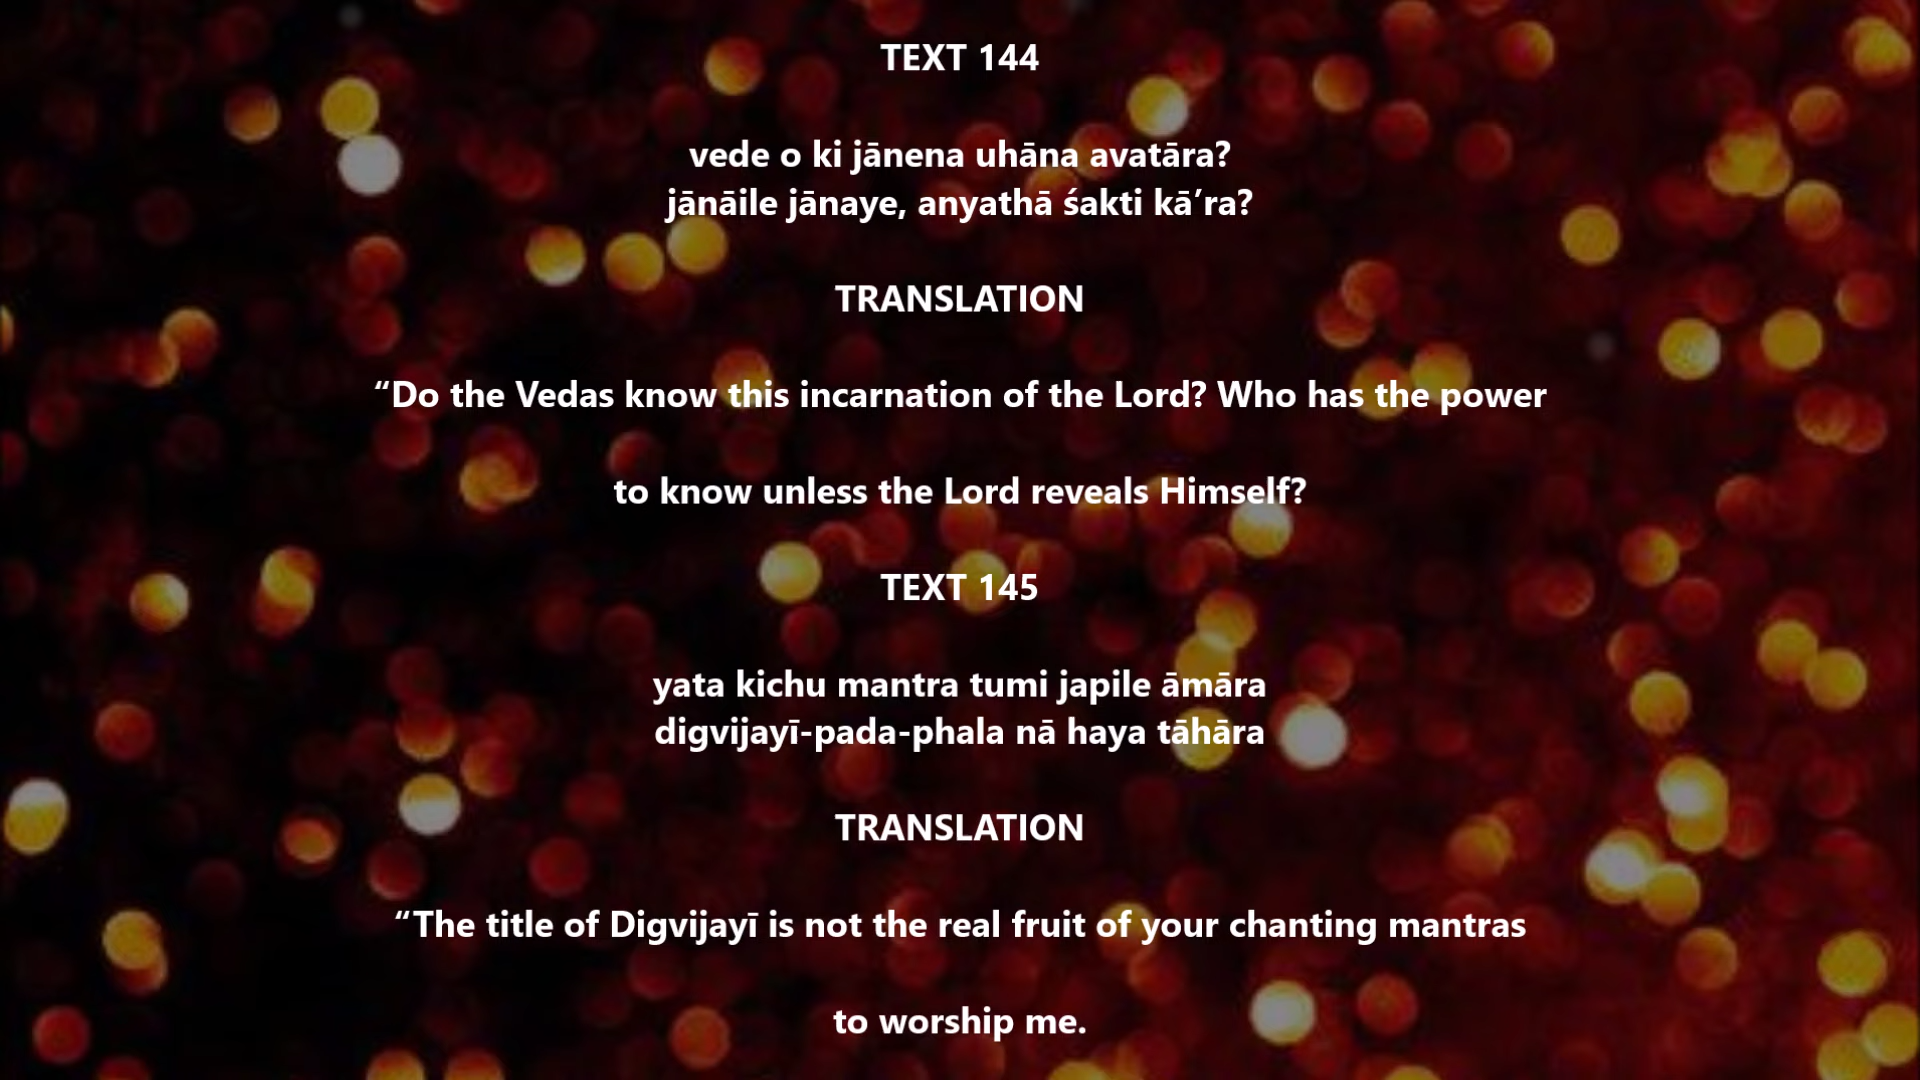 TEXT 144
vede o ki jānena uhāna avatāra?
jānāile jānaye, anyathā śakti kā’ra?
TRANSLATION
“Do the Vedas know this incarnation of the Lord? Who has the power
to know unless the Lord reveals Himself?
TEXT 145
yata kichu mantra tumi japile āmāra
digvijayī-pada-phala nā haya tāhāra
TRANSLATION
“The title of Digvijayī is not the real fruit of your chanting mantras
to worship me.